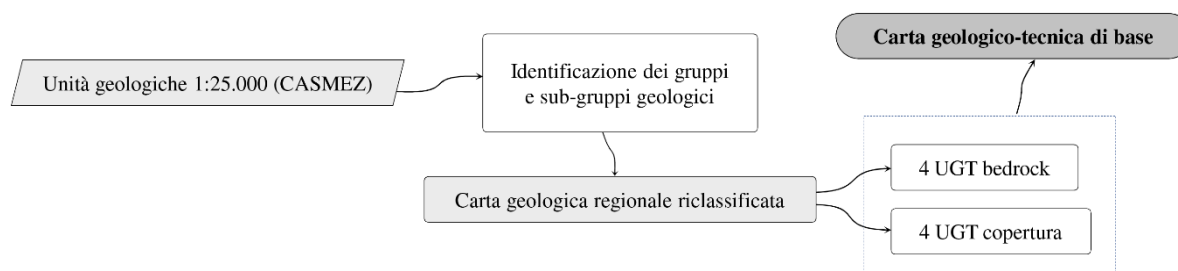 Carta geologico-tecnica di base
Unità geologiche 1:25.000 (CASMEZ)
Identificazione dei gruppi
e sub-gruppi geologici
Carta geologica regionale riclassificata
4 UGT bedrock
4 UGT copertura